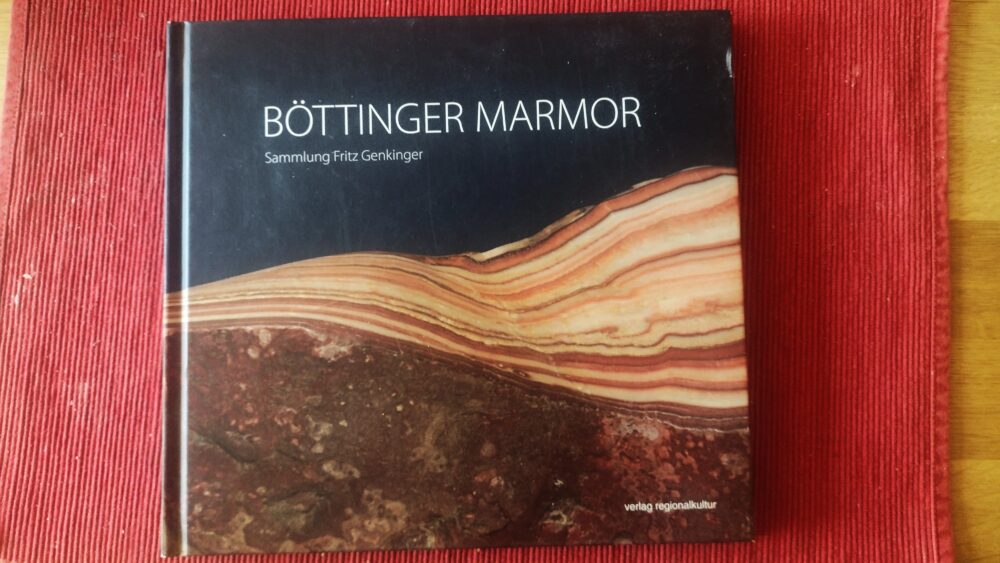 BÖTTINGER MARMOR
Sammlung Fritz Genkinger
verlag regionalkultur